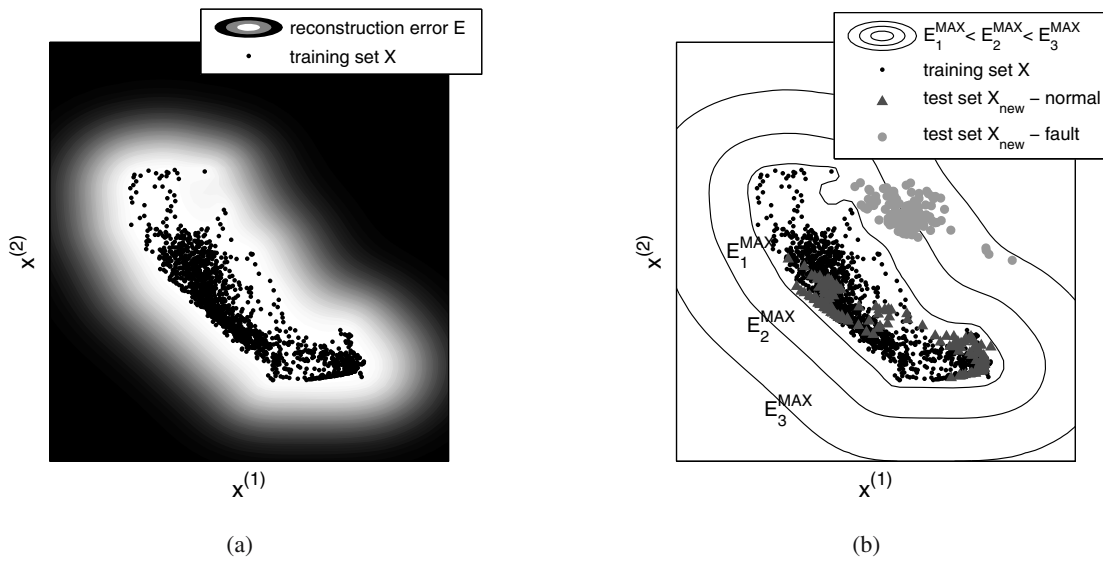 reconstruction error E
training set X
x^(2)
x^(1)
(a)
E_1^MAX < E_2^MAX < E_3^MAX
training set X
test set X_new – normal
test set X_new – fault
x^(2)
E_1^MAX
E_2^MAX
E_3^MAX
x^(1)
(b)